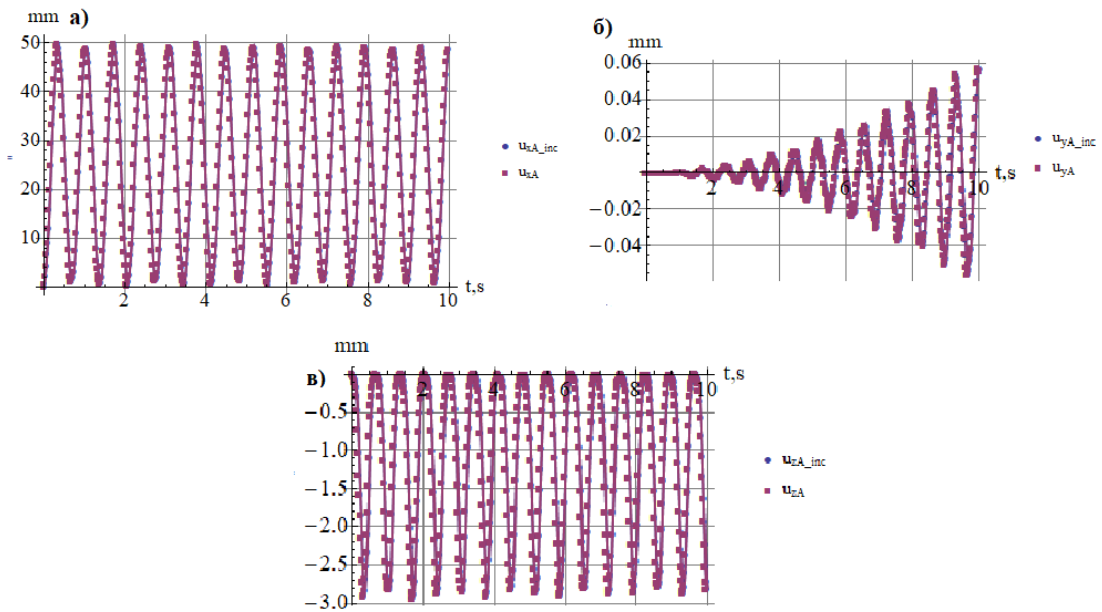 mm а)
50
40
30
20
10
2 4 6 8 10 t,s
u_xA_inc
u_xA
б)
mm
0.06
0.04
0.02
−0.02
−0.04
2 4 6 8 10
t,s
u_yA_inc
u_yA
mm
в)
t,s
2 4 6 8 10
−0.5
−1.0
−1.5
−2.0
−2.5
−3.0
u_zA_inc
u_zA